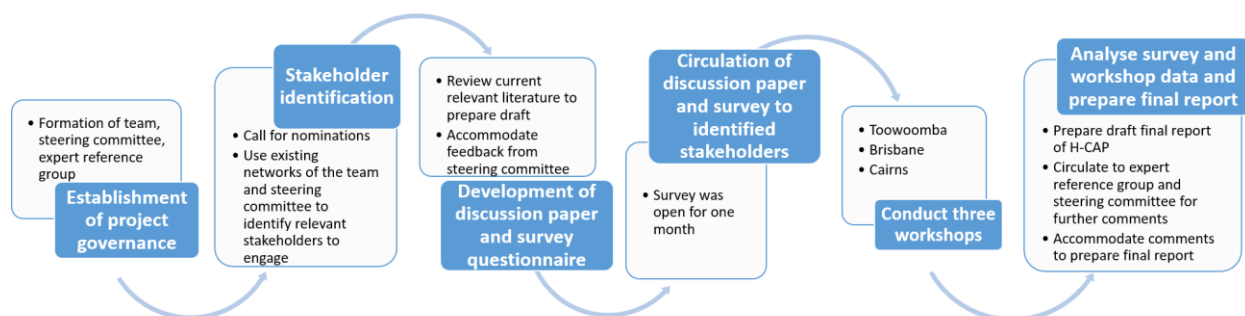 • Formation of team,
steering committee,
expert reference
group
Establishment
of project
governance
Stakeholder
identification
• Call for nominations
• Use existing
networks of the team
and steering
committee to
identify relevant
stakeholders to
engage
• Review current
relevant literature to
prepare draft
• Accommodate
feedback from
steering committee
Development of
discussion paper
and survey
questionnaire
Circulation of
discussion paper
and survey to
identified
stakeholders
• Survey was
open for one
month
• Toowoomba
• Brisbane
• Cairns
Conduct three
workshops
Analyse survey and
workshop data and
prepare final report
• Prepare draft final report
of H-CAP
• Circulate to expert
reference group and
steering committee for
further comments
• Accommodate comments
to prepare final report